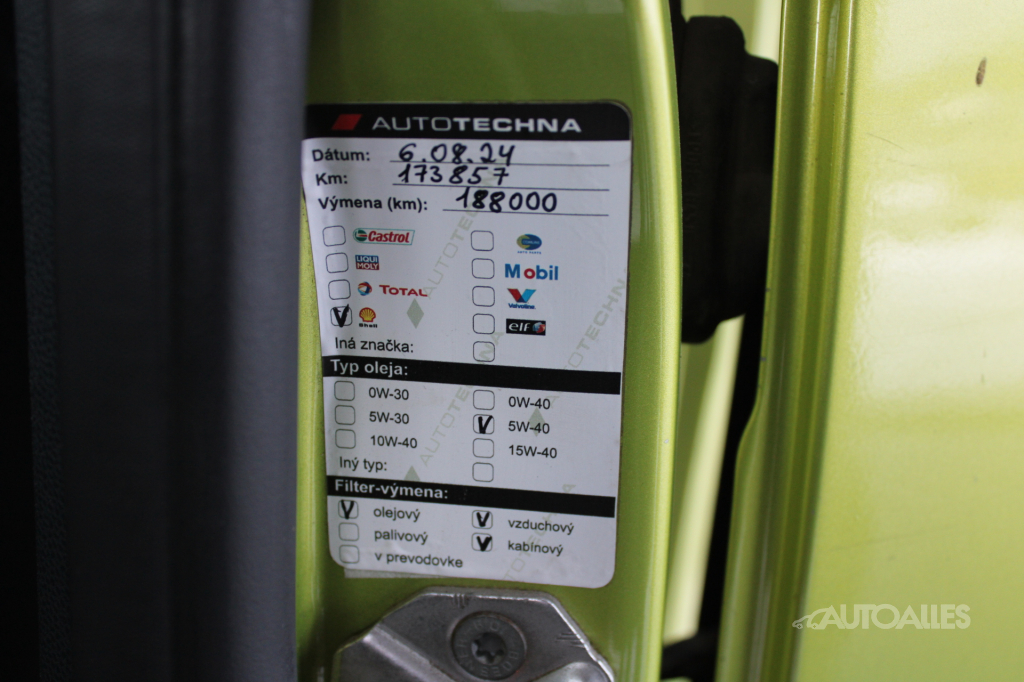 AUTOTECHNA
Dátum: 6.08.24
Km: 173857
Výmena (km): 188000
Castrol
LIQUI MOLY Mobil
TOTAL Valvoline
Shell elf
Iná značka:
Typ oleja:
0W-30 0W-40
5W-30 5W-40
10W-40 15W-40
Iný typ:
Filter-výmena:
olejový vzduchový
palivový kabínový
v prevodovke
AUTOALLES